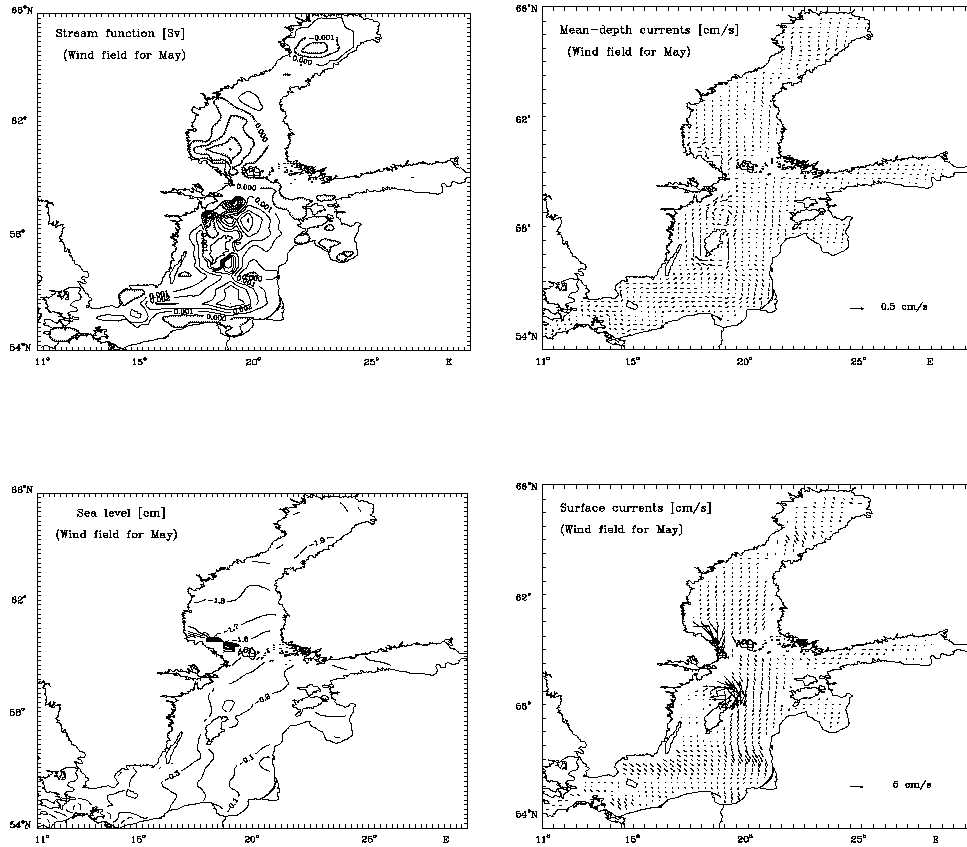 66°N
Stream function [Sv]
(Wind field for May)
-0.001
0.000
0.000
62°
0.000
0.001
58°
0.000
0.001
0.001
0.000
54°N
11° 15° 20° 25° E
66°N
Mean-depth currents [cm/s]
(Wind field for May)
62°
58°
0.5 cm/s
54°N
11° 15° 20° 25° E
66°N
Sea level [cm]
(Wind field for May)
-1.9
62°
-1.8
-1.7
-1.6
-0.2
58°
-0.3
-0.1
54°N
11° 15° 20° 25° E
66°N
Surface currents [cm/s]
(Wind field for May)
62°
58°
5 cm/s
54°N
11° 15° 20° 25° E